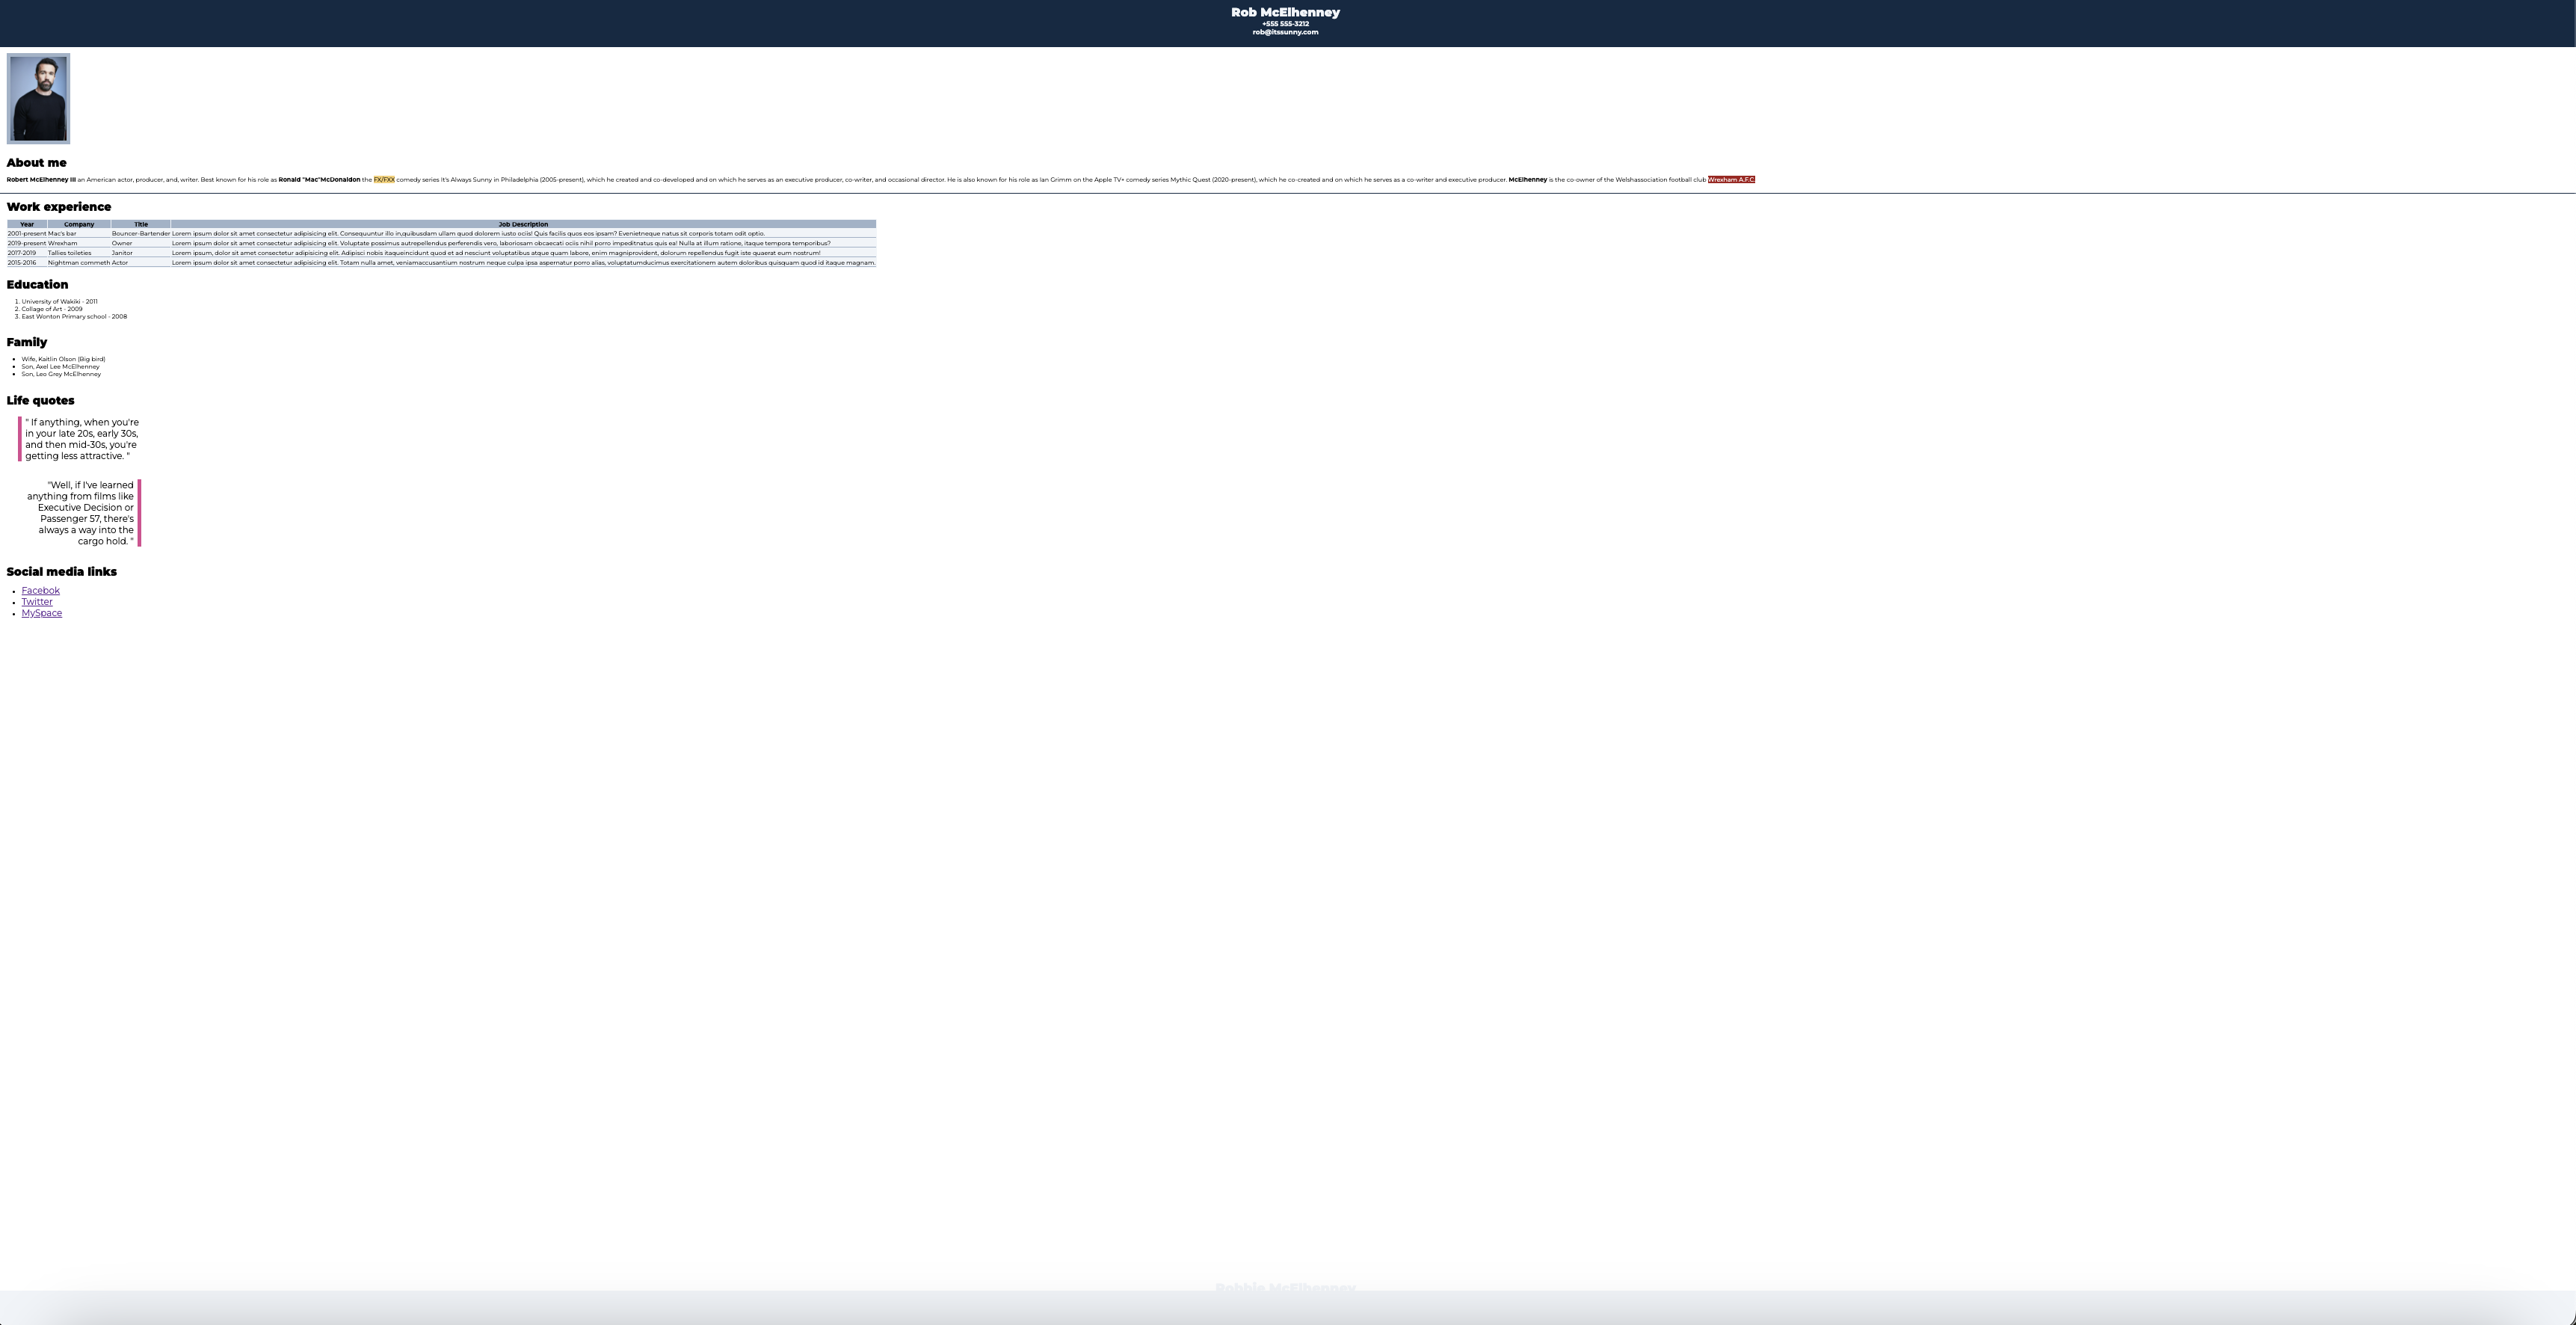 Rob McElhenney
+555 555-3212
rob@itssunny.com
About me
Robert McElhenney III an American actor, producer, and, writer. Best known for his role as Ronald "Mac"McDonaldon the FX/FXX comedy series It's Always Sunny in Philadelphia (2005-present), which he created and co-developed and on which he serves as an executive producer, co-writer, and occasional director. He is also known for his role as Ian Grimm on the Apple TV+ comedy series Mythic Quest (2020-present), which he co-created and on which he serves as a co-writer and executive producer. McElhenney is the co-owner of the Welshassociation football club Wrexham A.F.C.
Work experience
Year Company Title Job Description
2001-present Mac's bar Bouncer-Bartender Lorem ipsum dolor sit amet consectetur adipisicing elit. Consequuntur illo in,quibusdam ullam quod dolorem iusto ociis! Quis facilis quos eos ipsam? Evenietneque natus sit corporis totam odit optio.
2019-present Wrexham Owner Lorem ipsum dolor sit amet consectetur adipisicing elit. Voluptate possimus autrepellendus perferendis vero, laboriosam obcaecati ociis nihil porro impeditnatus quis ea! Nulla at illum ratione, itaque tempora temporibus?
2017-2019 Tallies toileties Janitor Lorem ipsum, dolor sit amet consectetur adipisicing elit. Adipisci nobis itaqueincidunt quod et ad nesciunt voluptatibus atque quam labore, enim magniprovident, dolorum repellendus fugit iste quaerat eum nostrum!
2015-2016 Nightman commeth Actor Lorem ipsum dolor sit amet consectetur adipisicing elit. Totam nulla amet, veniamaccusantium nostrum neque culpa ipsa aspernatur porro alias, voluptatumducimus exercitationem autem doloribus quisquam quod id itaque magnam.
Education
1. University of Wakiki - 2011
2. Collage of Art - 2009
3. East Wonton Primary school - 2008
Family
• Wife, Kaitlin Olson (Big bird)
• Son, Axel Lee McElhenney
• Son, Leo Grey McElhenney
Life quotes
" If anything, when you're
in your late 20s, early 30s,
and then mid-30s, you're
getting less attractive. "
"Well, if I've learned
anything from films like
Executive Decision or
Passenger 57, there's
always a way into the
cargo hold. "
Social media links
• Facebok
• Twitter
• MySpace
Robbie McElhenney